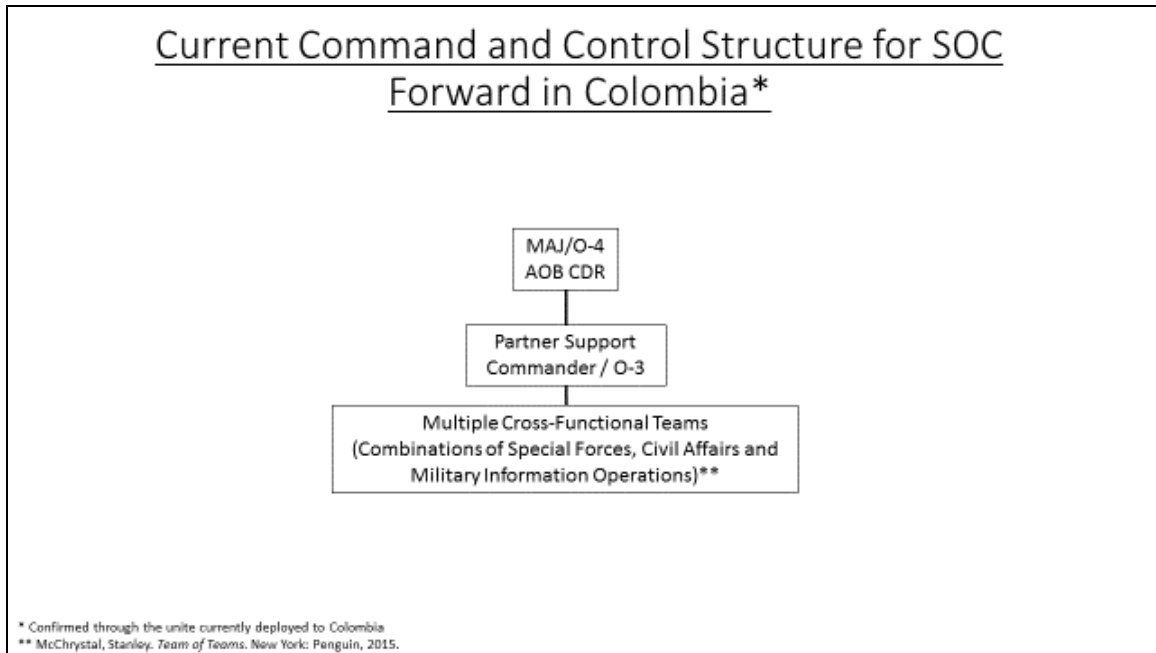 Current Command and Control Structure for SOC
Forward in Colombia*
MAJ/O-4
AOB CDR
Partner Support
Commander / O-3
Multiple Cross-Functional Teams
(Combinations of Special Forces, Civil Affairs and
Military Information Operations)**
* Confirmed through the unite currently deployed to Colombia
** McChrystal, Stanley. Team of Teams. New York: Penguin, 2015.